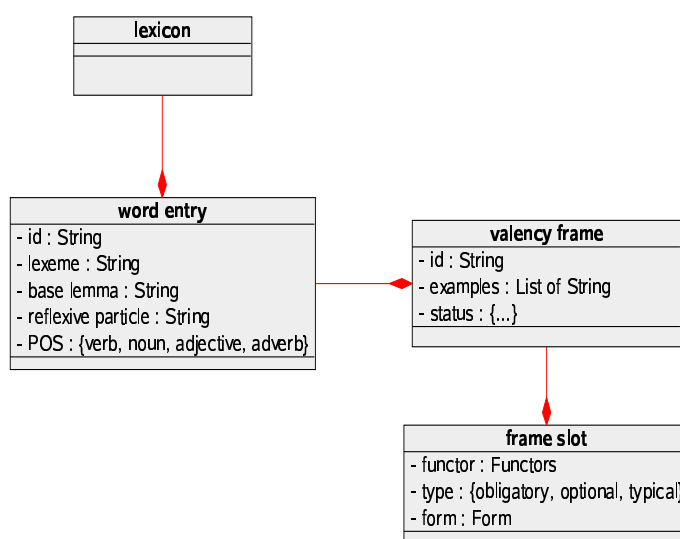 lexicon
word entry
- id : String
- lexeme : String
- base lemma : String
- reflexive particle : String
- POS : {verb, noun, adjective, adverb}
valency frame
- id : String
- examples : List of String
- status : {...}
frame slot
- functor : Functors
- type : {obligatory, optional, typical}
- form : Form